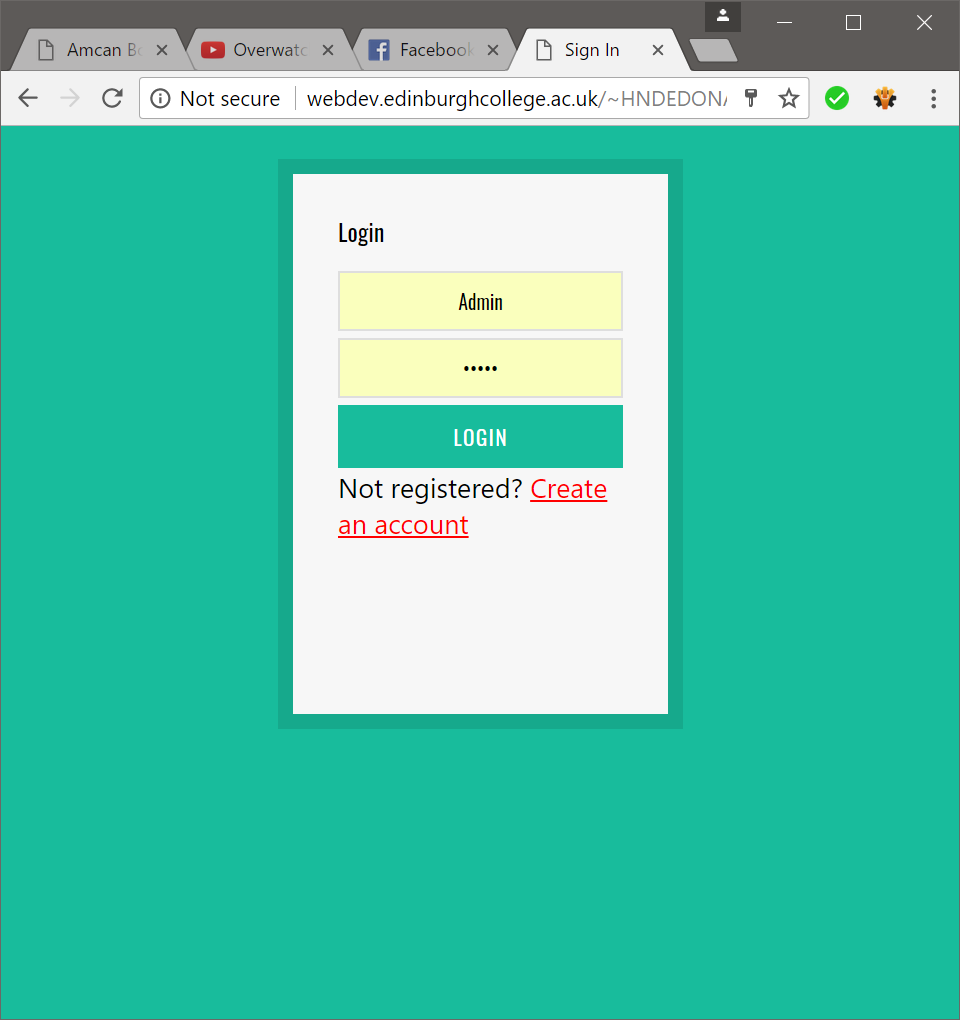 Amcan Bo
Overwatc
Facebook
Sign In
Not secure
webdev.edinburghcollege.ac.uk/~HNDEDONA
Login
Admin
•••••
LOGIN
Not registered? Create
an account